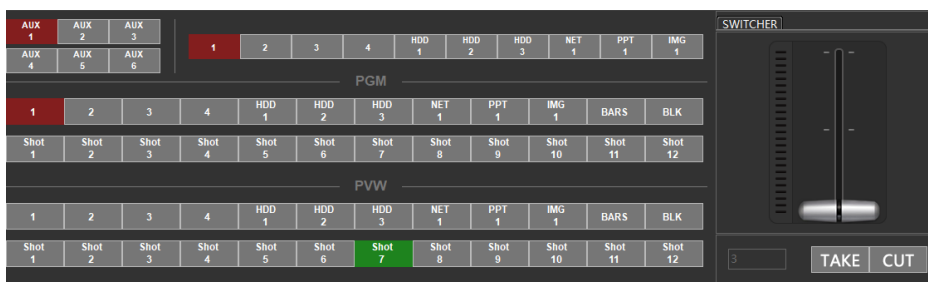 AUX 1 AUX 2 AUX 3
AUX 4 AUX 5 AUX 6
1 2 3 4 HDD 1 HDD 2 HDD 3 NET 1 PPT 1 IMG 1
PGM
1 2 3 4 HDD 1 HDD 2 HDD 3 NET 1 PPT 1 IMG 1 BARS BLK
Shot 1 Shot 2 Shot 3 Shot 4 Shot 5 Shot 6 Shot 7 Shot 8 Shot 9 Shot 10 Shot 11 Shot 12
PVW
1 2 3 4 HDD 1 HDD 2 HDD 3 NET 1 PPT 1 IMG 1 BARS BLK
Shot 1 Shot 2 Shot 3 Shot 4 Shot 5 Shot 6 Shot 7 Shot 8 Shot 9 Shot 10 Shot 11 Shot 12
SWITCHER
3 TAKE CUT